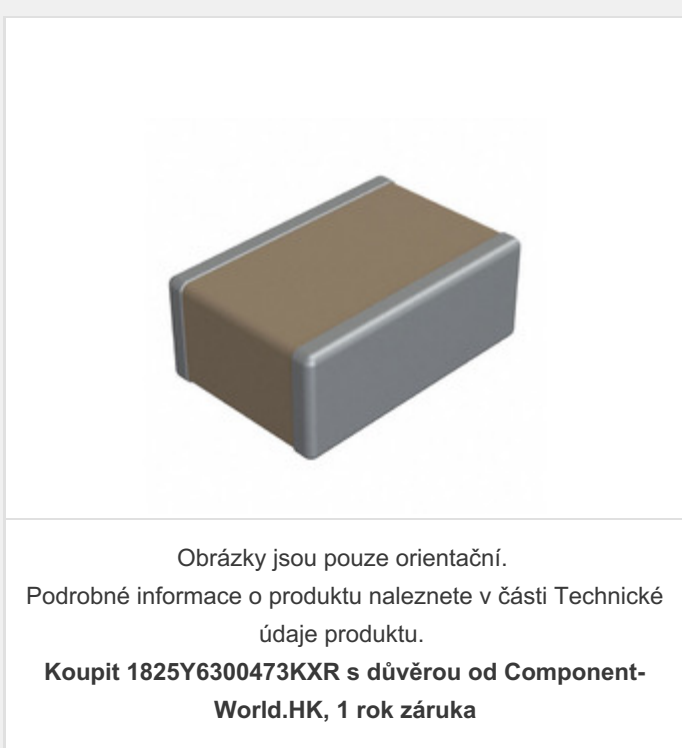 Obrázky jsou pouze orientační.
Podrobné informace o produktu naleznete v části Technické
údaje produktu.
Koupit 1825Y6300473KXR s důvěrou od Component-
World.HK, 1 rok záruka